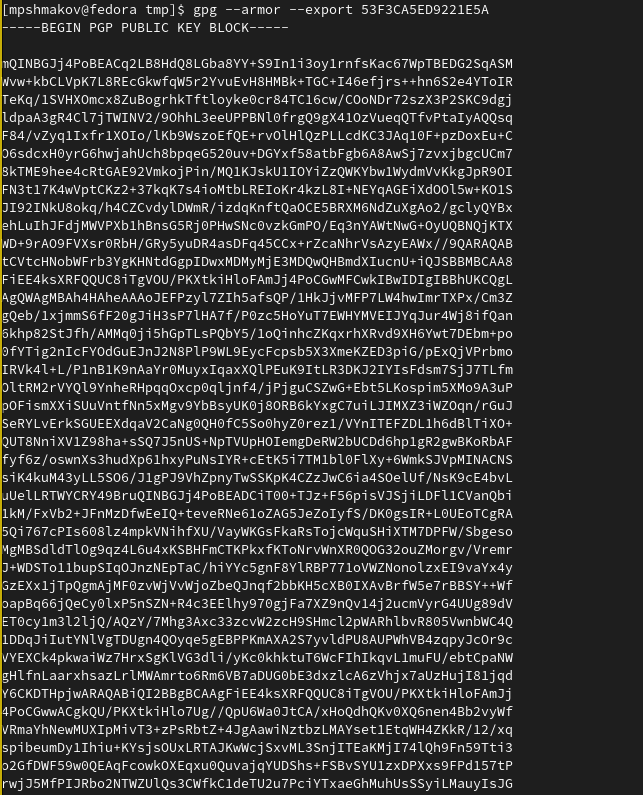 [mpshmakov@fedora tmp]$ gpg --armor --export 53F3CA5ED9221E5A
-----BEGIN PGP PUBLIC KEY BLOCK-----

mQINBGJj4PoBEACq2LB8HdQ8LGba8YY+S9In1i3oy1rnfsKac67WpTBEDG2SqASM
Wvw+kbCLVpK7L8REcGkwfqW5r2YvuEvH8HMBk+TGC+I46efjrs++hn6S2e4YToIR
TeKq/1SVHXOmcx8ZuBogrhkTftloyke0cr84TC16cw/COoNDr72szX3P2SKC9dgj
ldpaA3gR4Cl7jTWINV2/9OhhL3eeUPPBNl0frgQ9gX41OzVueqQTfvPtaIyAQQsq
F84/vZyq1Ixfr1XOIo/lKb9WszoEfQE+rvOlHlQzPLLcdKC3JAq10F+pzDoxEu+C
O6sdcxH0yrG6hwjahUch8bpqeG520uv+DGYxf58atbFgb6A8AwSj7zvxjbgcUCm7
8kTME9hee4cRtGAE92VmkojPin/MQ1KJskU1IOYiZzQWKYbw1WydmVvKkgJpR9OI
FN3t17K4wVptCKz2+37kqK7s4ioMtbLREIoKr4kzL8I+NEYqAGEiXdOOl5w+KO1S
JI92INkU8okq/h4CZCvdylDWmR/izdqKnftQaOCE5BRXM6NdZuXgAo2/gclyQYBx
ehLuIhJFdjMWVPXb1hBnsG5Rj0PHwSNc0vzkGmPO/Eq3nYAWtNwG+OyUQBNQjKTX
WD+9rAO9FVXsr0RbH/GRy5yuDR4asDFq45CCx+rZcaNhrVsAzyEAWx//9QARAQAB
tCVtcHNobWFrb3YgKHNtdGgpIDwxMDMyMjE3MDQwQHBmdXIucnU+iQJSBBMBCAA8
FiEE4ksXRFQQUC8iTgVOU/PKXtkiHloFAmJj4PoCGwMFCwkIBwIDIgIBBhUKCQgL
AgQWAgMBAh4HAheAAAoJEFPzyl7ZIh5afsQP/1HkJjvMFP7LW4hwImrTXPx/Cm3Z
gQeb/1xjmmS6fF20gJiH3sP7lHA7f/P0zc5HoYuT7EWHYMVEIJYqJur4Wj8ifQan
6khp82StJfh/AMMq0ji5hGpTLsPQbY5/1oQinhcZKqxrhXRvd9XH6Ywt7DEbm+po
0fYTig2nIcFYOdGuEJnJ2N8PlP9WL9EycFcpsb5X3XmeKZED3piG/pExQjVPrbmo
IRVk4l+L/P1nB1K9nAaYr0MuyxIqaxXQlPEuK9ItLR3DKJ2IYIsFdsm7SjJ7TLfm
OltRM2rVYQl9YnheRHpqqOxcp0qljnf4/jPjguCSZwG+Ebt5LKospim5XMo9A3uP
pOFismXXiSUuVntfNn5xMgv9YbBsyUK0j8ORB6kYxgC7uiLJIMXZ3iWZOqn/rGuJ
SeRYLvErkSGUEEXdqaV2CaNg0QH0fC5So0hyZ0rez1/VYnITEFZDL1h6dBlTiXO+
QUT8NniXV1Z98ha+sSQ7J5nUS+NpTVUpHOIemgDeRW2bUCDd6hp1gR2gwBKoRbAF
fyf6z/oswnXs3hudXp61hxyPuNsIYR+cEtK5i7TM1bl0FlXy+6WmkSJVpMINACNS
siK4kuM43yLL5SO6/J1gPJ9VhZpnyTwSSKpK4CZzJwC6ia4SOelUf/NsK9cE4bvL
uUelLRTWYCRY49BruQINBGJj4PoBEADCiT00+TJz+F56pisVJSjiLDFl1CVanQbi
1kM/FxVb2+JFnMzDfwEeIQ+teveRNe61oZAG5JeZoIyfS/DK0gsIR+L0UEoTCgRA
5Qi767cPIs608lz4mpkVNihfXU/VayWKGsFkaRsTojcWquSHiXTM7DPFW/Sbgeso
MgMBSdldTlOg9qz4L6u4xKSBHFmCTKPkxfKToNrvWnXR0QOG32ouZMorgv/Vremr
J+WDSTo11bupSIqOJnzNEpTaC/hiYYc5gnF8YlRBP771oVWZNonolzxEI9vaYx4y
GzEXx1jTpQgmAjMF0zvWjVvWjoZbeQJnqf2bbKH5cXB0IXAvBrfW5e7rBBSY++Wf
oapBq66jQeCy0lxP5nSZN+R4c3EElhy970gjFa7XZ9nQv14j2ucmVyrG4UUg89dV
ET0cy1m3l2ljQ/AQzY/7Mhg3Axc33zcvW2zcH9SHmcl2pWARhlbvR805VwnbWC4Q
1DDqJiIutYNlVgTDUgn4QOyqe5gEBPPKmAXA2S7yvldPU8AUPWhVB4zqpyJcOr9c
VYEXCk4pkwaiWz7HrxSgKlVG3dli/yKc0khktuT6WcFIhIkqvL1muFU/ebtCpaNW
gHlfnLaarxhsazLrlMWAmrto6Rm6VB7aDUG0bE3dxzlcA6zVhjx7aUzHujI81jqd
Y6CKDTHpjwARAQABiQI2BBgBCAAgFiEE4ksXRFQQUC8iTgVOU/PKXtkiHloFAmJj
4PoCGwwACgkQU/PKXtkiHlo7Ug//QpU6Wa0JtCA/xHoQdhQKv0XQ6nen4Bb2vyWf
VRmaYhNewMUXIpMivT3+zPsRbtZ+4JgAawiNztbzLMAYset1EtqWH4ZKkR/12/xq
spibeumDy1Ihiu+KYsjsOUxLRTAJKwWcjSxvML3SnjITEaKMjI74lQh9Fn59Tti3
o2GfDWF59w0QEAqFcowkOXEqxu0QuvajqYUDShs+FSBvSYU1zxDPXxs9FPd157tP
rwjJ5MfPIJRbo2NTWZUlQs3CWfkC1deTU2u7PciYTxaeGhMuhUsSSyiLMauyIsJG